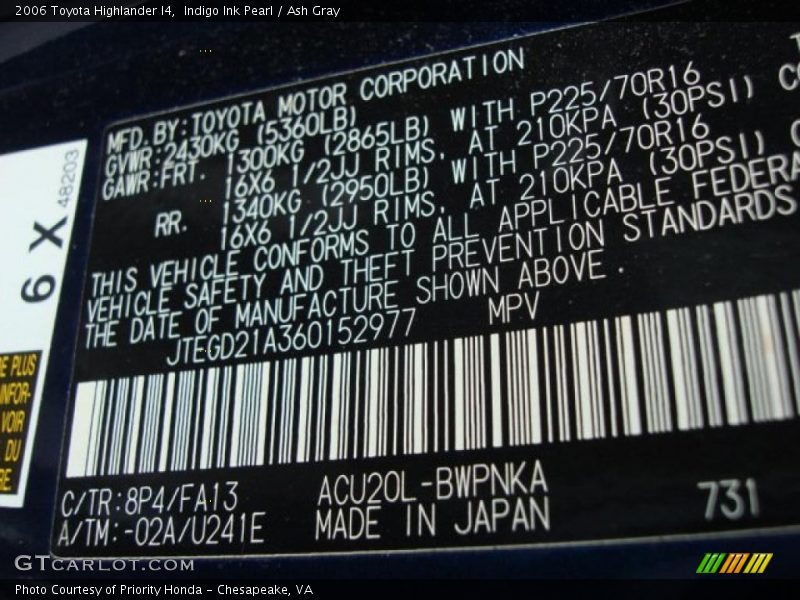 2006 Toyota Highlander I4,  Indigo Ink Pearl / Ash Gray
MFD.BY:TOYOTA MOTOR CORPORATION
GVWR:2430KG (5360LB)
GAWR:FRT. 1300KG (2865LB) WITH P225/70R16
16X6 1/2JJ RIMS, AT 210KPA (30PSI)
RR. 1340KG (2950LB) WITH P225/70R16
16X6 1/2JJ RIMS, AT 210KPA (30PSI)
THIS VEHICLE CONFORMS TO ALL APPLICABLE FEDERA
VEHICLE SAFETY AND THEFT PREVENTION STANDARDS
THE DATE OF MANUFACTURE SHOWN ABOVE.
JTEGD21A360152977 MPV
C/TR:8P4/FA13 ACU20L-BWPNKA 731
A/TM:-02A/U241E MADE IN JAPAN
6 X 48203
E PLUS
INFOR-
VOIR
DU
E.
GTCARLOT.COM
Photo Courtesy of Priority Honda - Chesapeake, VA